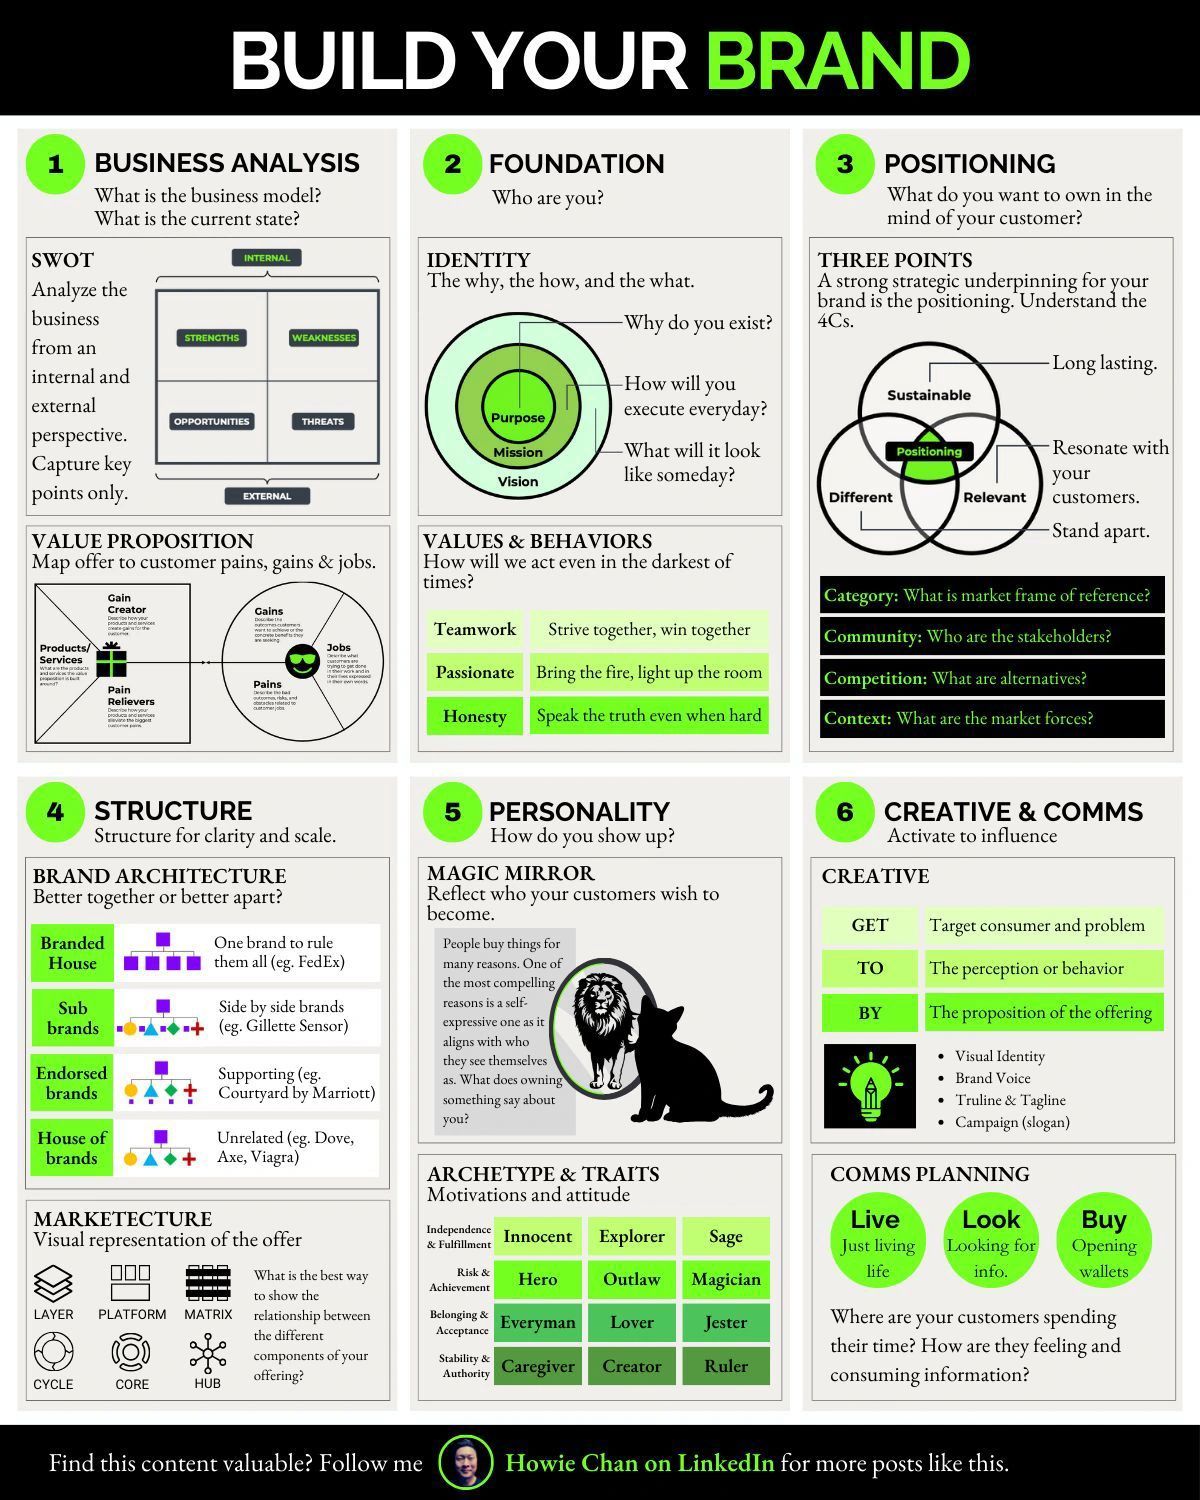 BUILD YOUR BRAND
1
BUSINESS ANALYSIS
What is the business model?
What is the current state?
SWOT
Analyze the
business
from an
internal and
external
perspective.
Capture key
points only.
INTERNAL
STRENGTHS
WEAKNESSES
OPPORTUNITIES
THREATS
EXTERNAL
VALUE PROPOSITION
Map offer to customer pains, gains & jobs.
Gain
Creator
Describe how your
products and services
create gains for the
customer.
Products/
Services
What are the products
and services the value
proposition is built
around?
Pain
Relievers
Describe how your
products and services
alleviate the biggest
customer pains.
Gains
Describe the
outcomes customers
want to achieve or the
concrete benefits they
are seeking.
Jobs
Describe what
customers are
trying to get done
in their work and in
their lives expressed
in their own words.
Pains
Describe the bad
outcomes, risks, and
obstacles related to
customer jobs.
2
FOUNDATION
Who are you?
IDENTITY
The why, the how, and the what.
Purpose
Mission
Vision
Why do you exist?
How will you
execute everyday?
What will it look
like someday?
VALUES & BEHAVIORS
How will we act even in the darkest of
times?
Teamwork
Strive together, win together
Passionate
Bring the fire, light up the room
Honesty
Speak the truth even when hard
3
POSITIONING
What do you want to own in the
mind of your customer?
THREE POINTS
A strong strategic underpinning for your
brand is the positioning. Understand the
4Cs.
Sustainable
Positioning
Different
Relevant
Long lasting.
Resonate with
your
customers.
Stand apart.
Category: What is market frame of reference?
Community: Who are the stakeholders?
Competition: What are alternatives?
Context: What are the market forces?
4
STRUCTURE
Structure for clarity and scale.
BRAND ARCHITECTURE
Better together or better apart?
Branded
House
One brand to rule
them all (eg. FedEx)
Sub
brands
Side by side brands
(eg. Gillette Sensor)
Endorsed
brands
Supporting (eg.
Courtyard by Marriott)
House of
brands
Unrelated (eg. Dove,
Axe, Viagra)
MARKETECTURE
Visual representation of the offer
LAYER
PLATFORM
MATRIX
CYCLE
CORE
HUB
What is the best way
to show the
relationship between
the different
components of your
offering?
5
PERSONALITY
How do you show up?
MAGIC MIRROR
Reflect who your customers wish to
become.
People buy things for
many reasons. One of
the most compelling
reasons is a self-
expressive one as it
aligns with who
they see themselves
as. What does owning
something say about
you?
ARCHETYPE & TRAITS
Motivations and attitude
Independence
& Fulfillment
Innocent
Explorer
Sage
Risk &
Achievement
Hero
Outlaw
Magician
Belonging &
Acceptance
Everyman
Lover
Jester
Stability &
Authority
Caregiver
Creator
Ruler
6
CREATIVE & COMMS
Activate to influence
CREATIVE
GET
Target consumer and problem
TO
The perception or behavior
BY
The proposition of the offering
• Visual Identity
• Brand Voice
• Truline & Tagline
• Campaign (slogan)
COMMS PLANNING
Live
Just living
life
Look
Looking for
info.
Buy
Opening
wallets
Where are your customers spending
their time? How are they feeling and
consuming information?
Find this content valuable? Follow me Howie Chan on LinkedIn for more posts like this.